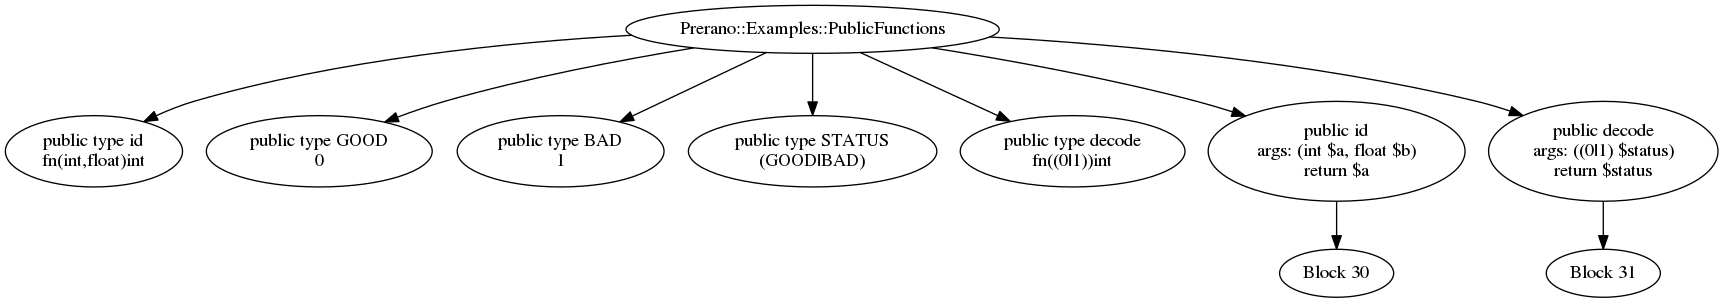 Prerano::Examples::PublicFunctions
public type id
fn(int,float)int
public type GOOD
0
public type BAD
1
public type STATUS
(GOOD|BAD)
public type decode
fn((0|1))int
public id
args: (int $a, float $b)
return $a
public decode
args: ((0|1) $status)
return $status
Block 30
Block 31